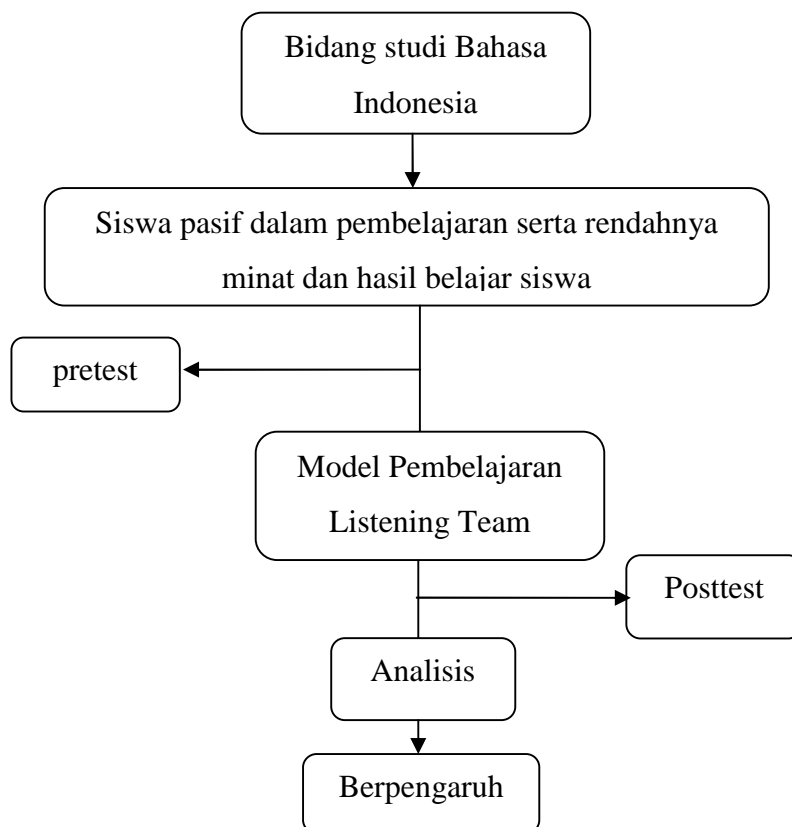 Bidang studi Bahasa
Indonesia
Siswa pasif dalam pembelajaran serta rendahnya
minat dan hasil belajar siswa
pretest
Model Pembelajaran
Listening Team
Posttest
Analisis
Berpengaruh